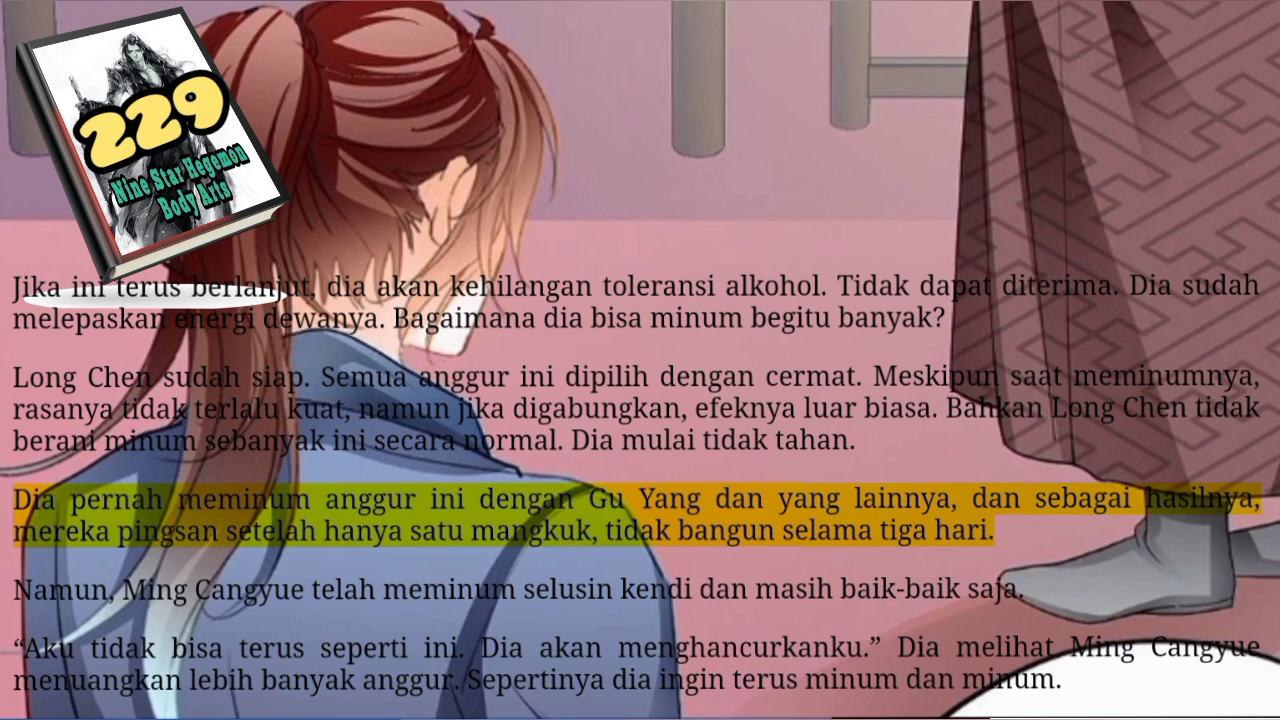 229
Nine Star Hegemon
Body Arts
Jika ini terus berlanjut, dia akan kehilangan toleransi alkohol. Tidak dapat diterima. Dia sudah
melepaskan energi dewanya. Bagaimana dia bisa minum begitu banyak?
Long Chen sudah siap. Semua anggur ini dipilih dengan cermat. Meskipun saat meminumnya,
rasanya tidak terlalu kuat, namun jika digabungkan, efeknya luar biasa. Bahkan Long Chen tidak
berani minum sebanyak ini secara normal. Dia mulai tidak tahan.
Dia pernah meminum anggur ini dengan Gu Yang dan yang lainnya, dan sebagai hasilnya,
mereka pingsan setelah hanya satu mangkuk, tidak bangun selama tiga hari.
Namun, Ming Cangyue telah meminum selusin kendi dan masih baik-baik saja.
“Aku tidak bisa terus seperti ini. Dia akan menghancurkanku.” Dia melihat Ming Cangyue
menuangkan lebih banyak anggur. Sepertinya dia ingin terus minum dan minum.